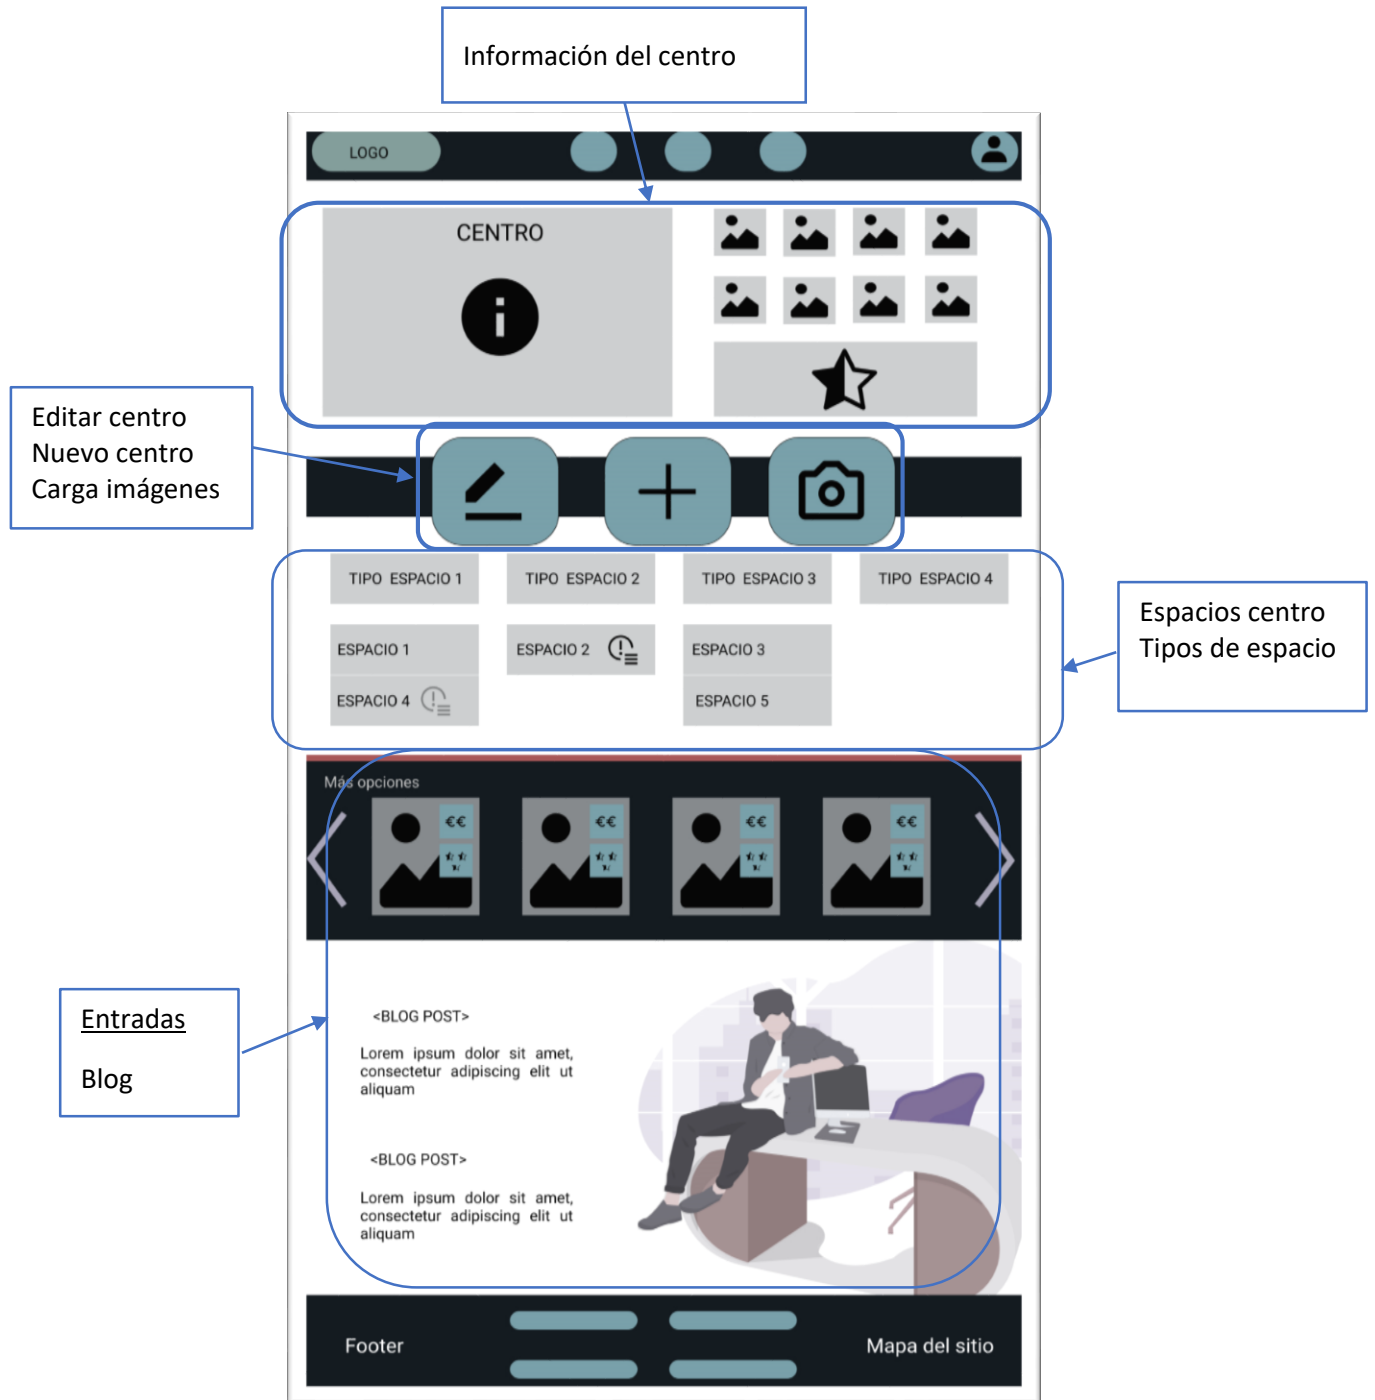 Información del centro
LOGO
CENTRO
Editar centro
Nuevo centro
Carga imágenes
TIPO ESPACIO 1
TIPO ESPACIO 2
TIPO ESPACIO 3
TIPO ESPACIO 4
ESPACIO 1
ESPACIO 2
ESPACIO 3
ESPACIO 4
ESPACIO 5
Espacios centro
Tipos de espacio
Más opciones
€€
€€
€€
€€
Entradas
Blog
<BLOG POST>
Lorem ipsum dolor sit amet,
consectetur adipiscing elit ut
aliquam
<BLOG POST>
Lorem ipsum dolor sit amet,
consectetur adipiscing elit ut
aliquam
Footer
Mapa del sitio